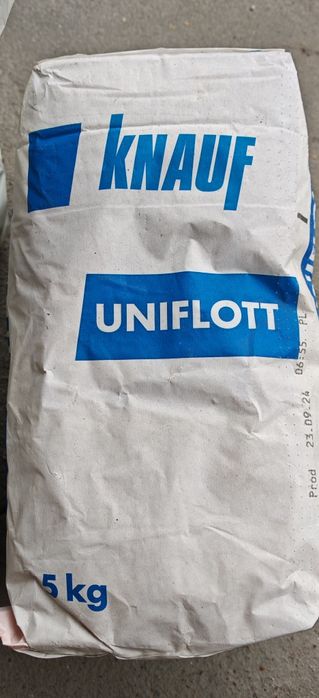 KNAUF
UNIFLOTT
5 kg
Prod 23.09.24 06:55. PL